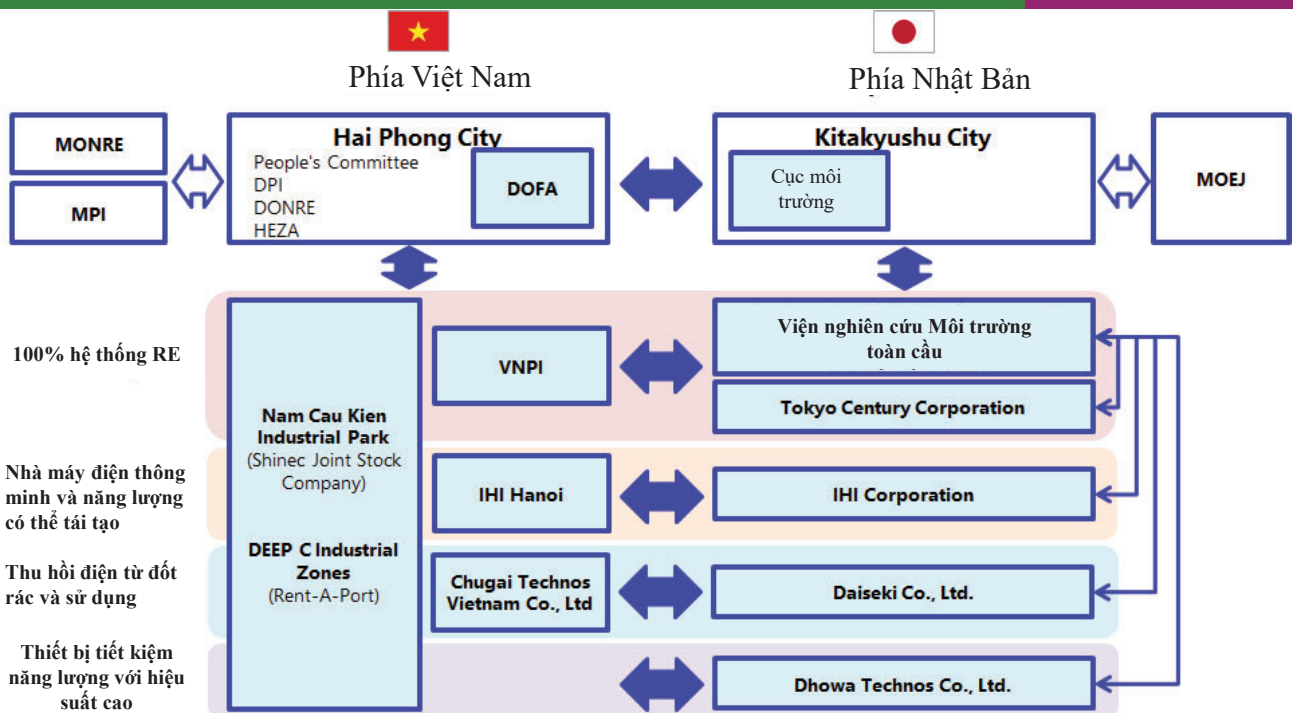 Phía Việt Nam
Phía Nhật Bản
MONRE
MPI
Hai Phong City
People's Committee
DPI
DONRE
HEZA
DOFA
Kitakyushu City
Cục môi
trường
MOEJ
100% hệ thống RE
Nam Cau Kien
Industrial Park
(Shinec Joint Stock
Company)
DEEP C Industrial
Zones
(Rent-A-Port)
VNPI
Viện nghiên cứu Môi trường
toàn cầu
Tokyo Century Corporation
Nhà máy điện thông
minh và năng lượng
có thể tái tạo
IHI Hanoi
IHI Corporation
Thu hồi điện từ đốt
rác và sử dụng
Chugai Technos
Vietnam Co., Ltd
Daiseki Co., Ltd.
Thiết bị tiết kiệm
năng lượng với hiệu
suất cao
Dhowa Technos Co., Ltd.